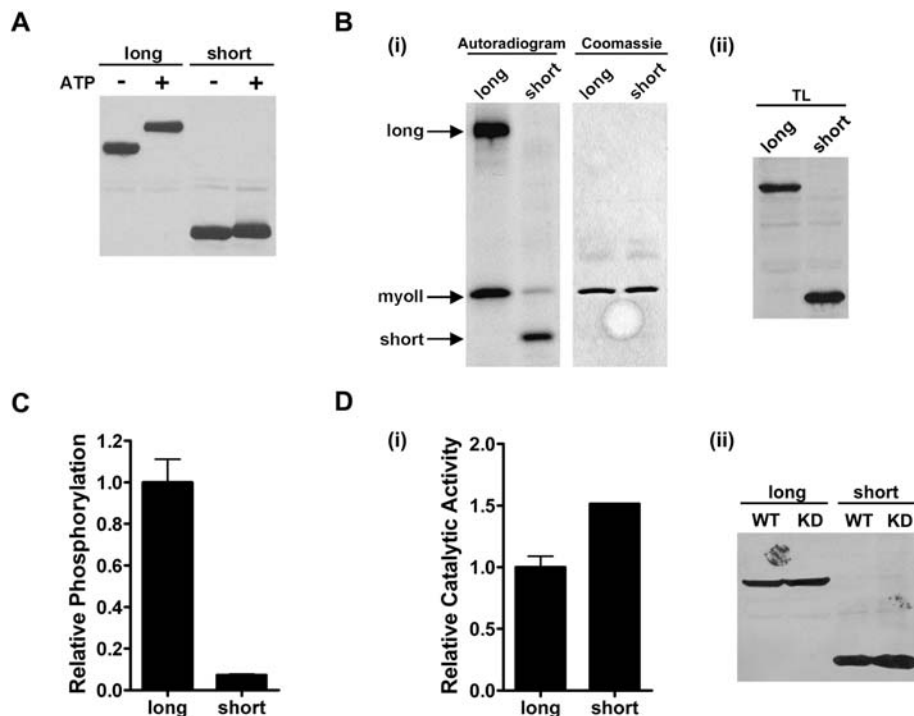 A
long short
ATP - + - +
B
(i)
Autoradiogram Coomassie
long short long short
long
myoII
short
(ii)
TL
long short
C
Relative Phosphorylation
1.2
1.0
0.8
0.6
0.4
0.2
0.0
long short
D
(i)
Relative Catalytic Activity
2.0
1.5
1.0
0.5
0.0
long short
(ii)
long short
WT KD WT KD